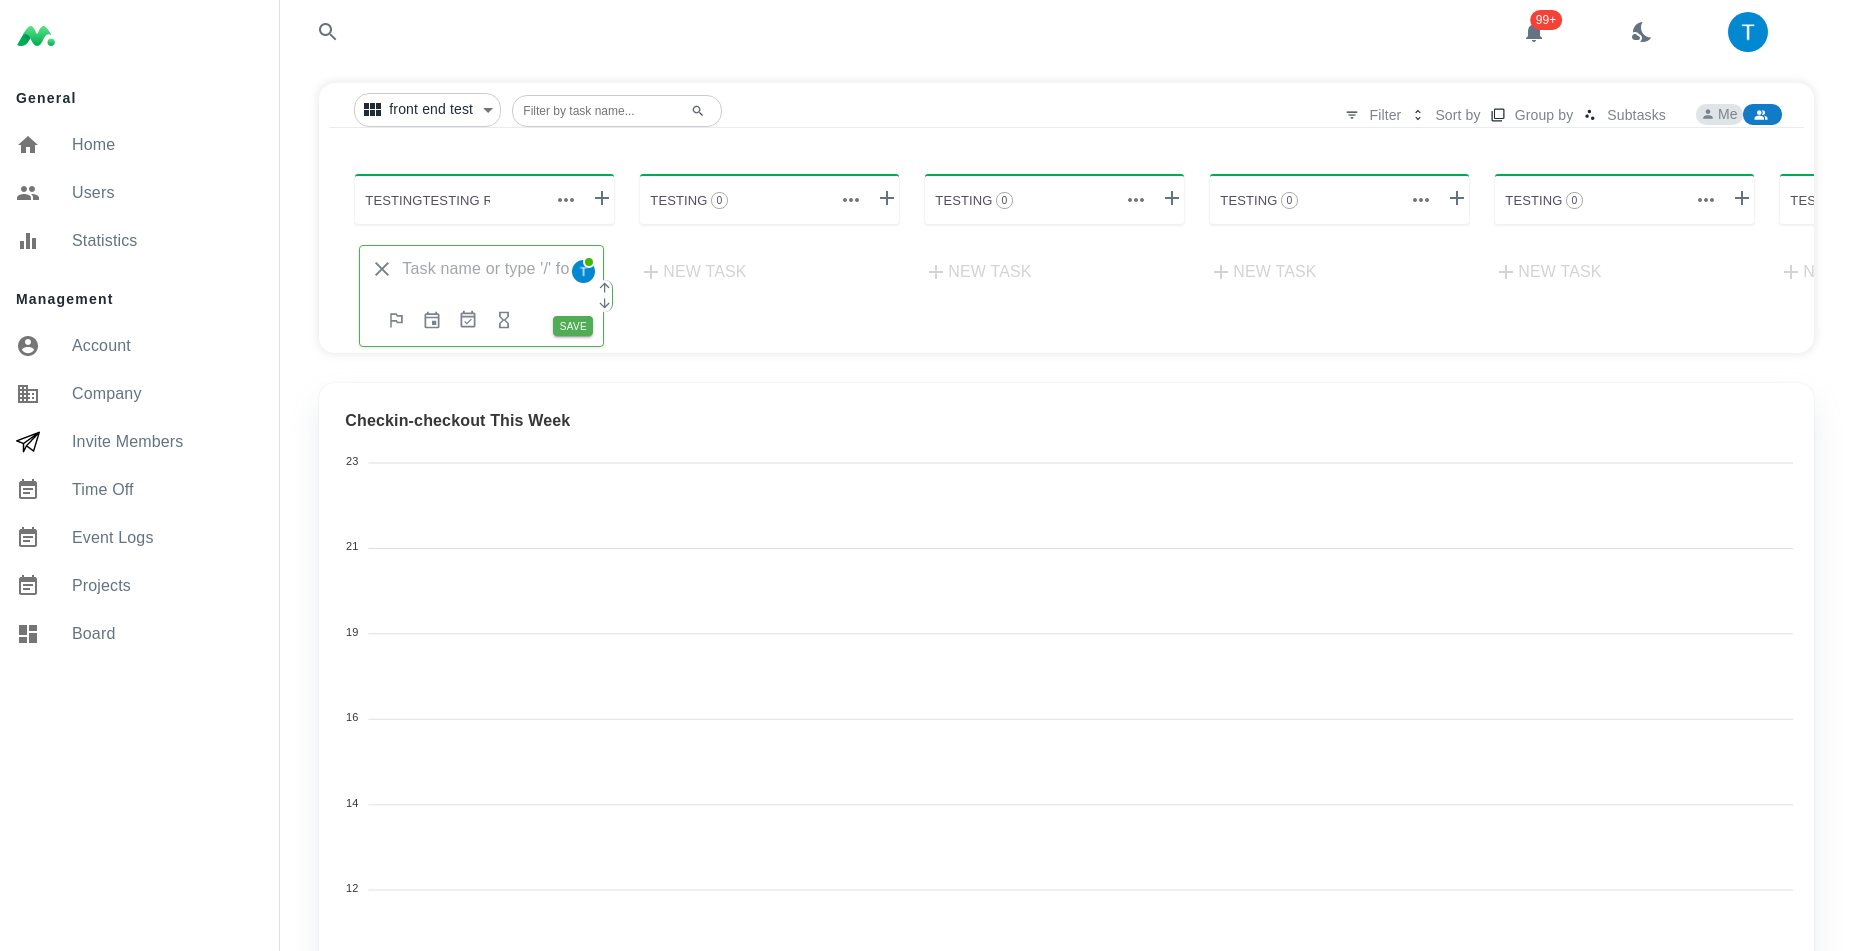 99+
T
General
Home
Users
Statistics
Management
Account
Company
Invite Members
Time Off
Event Logs
Projects
Board
front end test
Filter by task name...
Filter
Sort by
Group by
Subtasks
Me
TESTINGTESTING
TESTING 0
TESTING 0
TESTING 0
TESTING 0
TES
Task name or type '/' fo
T
SAVE
NEW TASK
NEW TASK
NEW TASK
NEW TASK
N
Checkin-checkout This Week
23
21
19
16
14
12